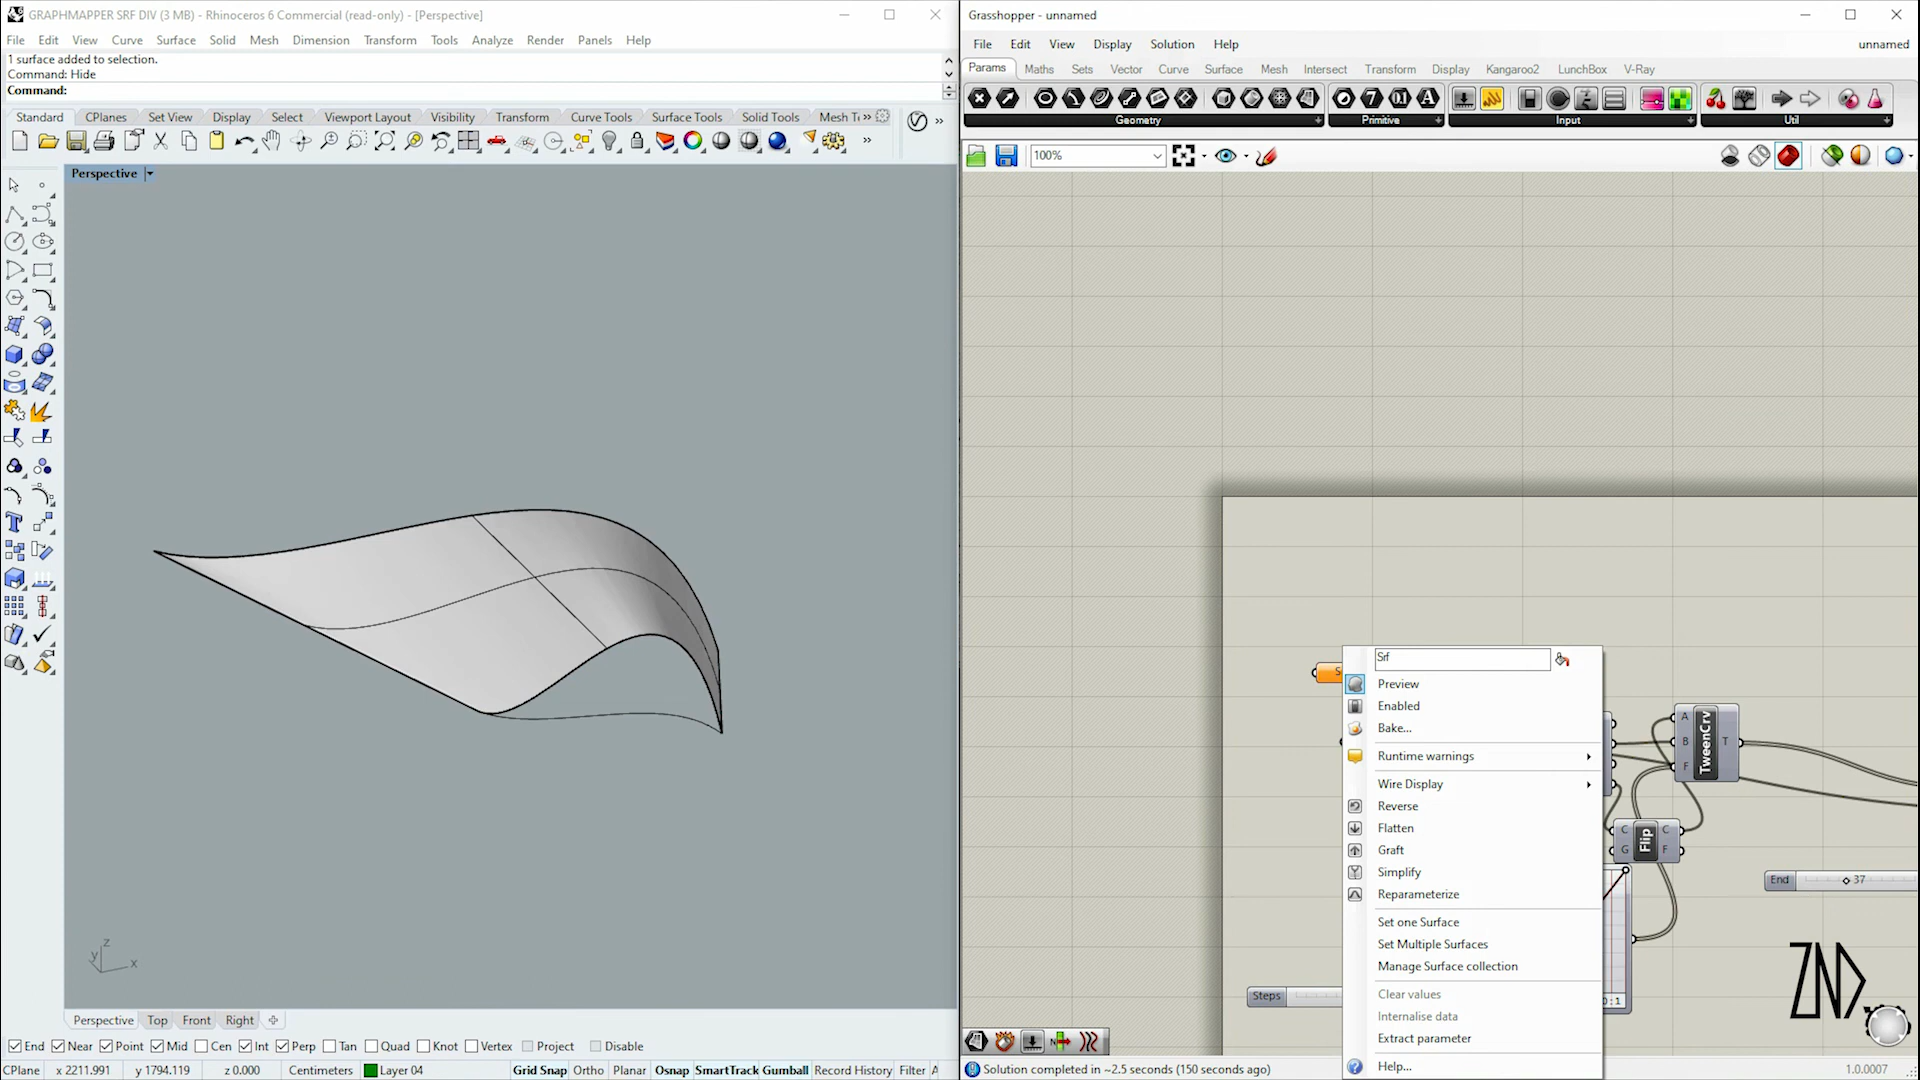 GRAPHMAPPER SRF DIV (3 MB) - Rhinoceros 6 Commercial (read-only) - [Perspective]
File Edit View Curve Surface Solid Mesh Dimension Transform Tools Analyze Render Panels Help
1 surface added to selection.
Command: Hide
Command:
Standard CPlanes Set View Display Select Viewport Layout Visibility Transform Curve Tools Surface Tools Solid Tools Mesh T
Perspective
z
y
x
Perspective Top Front Right
End Near Point Mid Cen Int Perp Tan Quad Knot Vertex Project Disable
CPlane x 2211.991 y 1794.119 z 0.000 Centimeters Layer 04 Grid Snap Ortho Planar Osnap SmartTrack Gumball Record History Filter A
Grasshopper - unnamed
File Edit View Display Solution Help unnamed
Params Maths Sets Vector Curve Surface Mesh Intersect Transform Display Kangaroo2 LunchBox V-Ray
Geometry Primitive Input Util
100%
Srf
Preview
Enabled
Bake...
Runtime warnings
Wire Display
Reverse
Flatten
Graft
Simplify
Reparameterize
Set one Surface
Set Multiple Surfaces
Manage Surface collection
Clear values
Internalise data
Extract parameter
Help...
A
B
F
TweenCrv
T
C
G
Flip
C
F
End 37
Steps
ZND
Solution completed in ~2.5 seconds (150 seconds ago)
1.0.0007